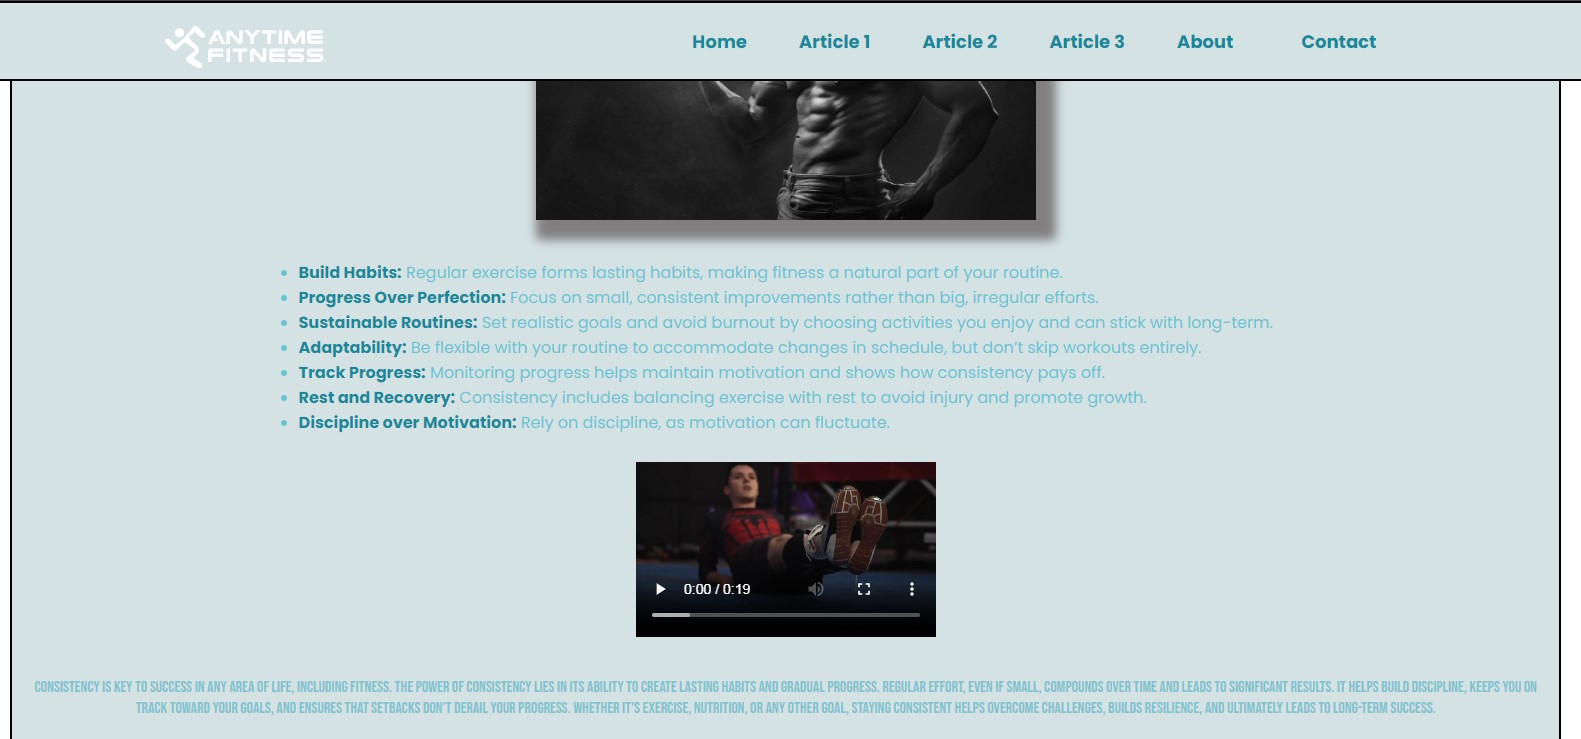 ANYTIME
FITNESS
Home Article 1 Article 2 Article 3 About Contact
Build Habits: Regular exercise forms lasting habits, making fitness a natural part of your routine.
Progress Over Perfection: Focus on small, consistent improvements rather than big, irregular efforts.
Sustainable Routines: Set realistic goals and avoid burnout by choosing activities you enjoy and can stick with long-term.
Adaptability: Be flexible with your routine to accommodate changes in schedule, but don't skip workouts entirely.
Track Progress: Monitoring progress helps maintain motivation and shows how consistency pays off.
Rest and Recovery: Consistency includes balancing exercise with rest to avoid injury and promote growth.
Discipline over Motivation: Rely on discipline, as motivation can fluctuate.
0:00 / 0:19
CONSISTENCY IS KEY TO SUCCESS IN ANY AREA OF LIFE, INCLUDING FITNESS. THE POWER OF CONSISTENCY LIES IN ITS ABILITY TO CREATE LASTING HABITS AND GRADUAL PROGRESS. REGULAR EFFORT, EVEN IF SMALL, COMPOUNDS OVER TIME AND LEADS TO SIGNIFICANT RESULTS. IT HELPS BUILD DISCIPLINE, KEEPS YOU ON
TRACK TOWARD YOUR GOALS, AND ENSURES THAT SETBACKS DON'T DERAIL YOUR PROGRESS. WHETHER IT'S EXERCISE, NUTRITION, OR ANY OTHER GOAL, STAYING CONSISTENT HELPS OVERCOME CHALLENGES, BUILDS RESILIENCE, AND ULTIMATELY LEADS TO LONG-TERM SUCCESS.